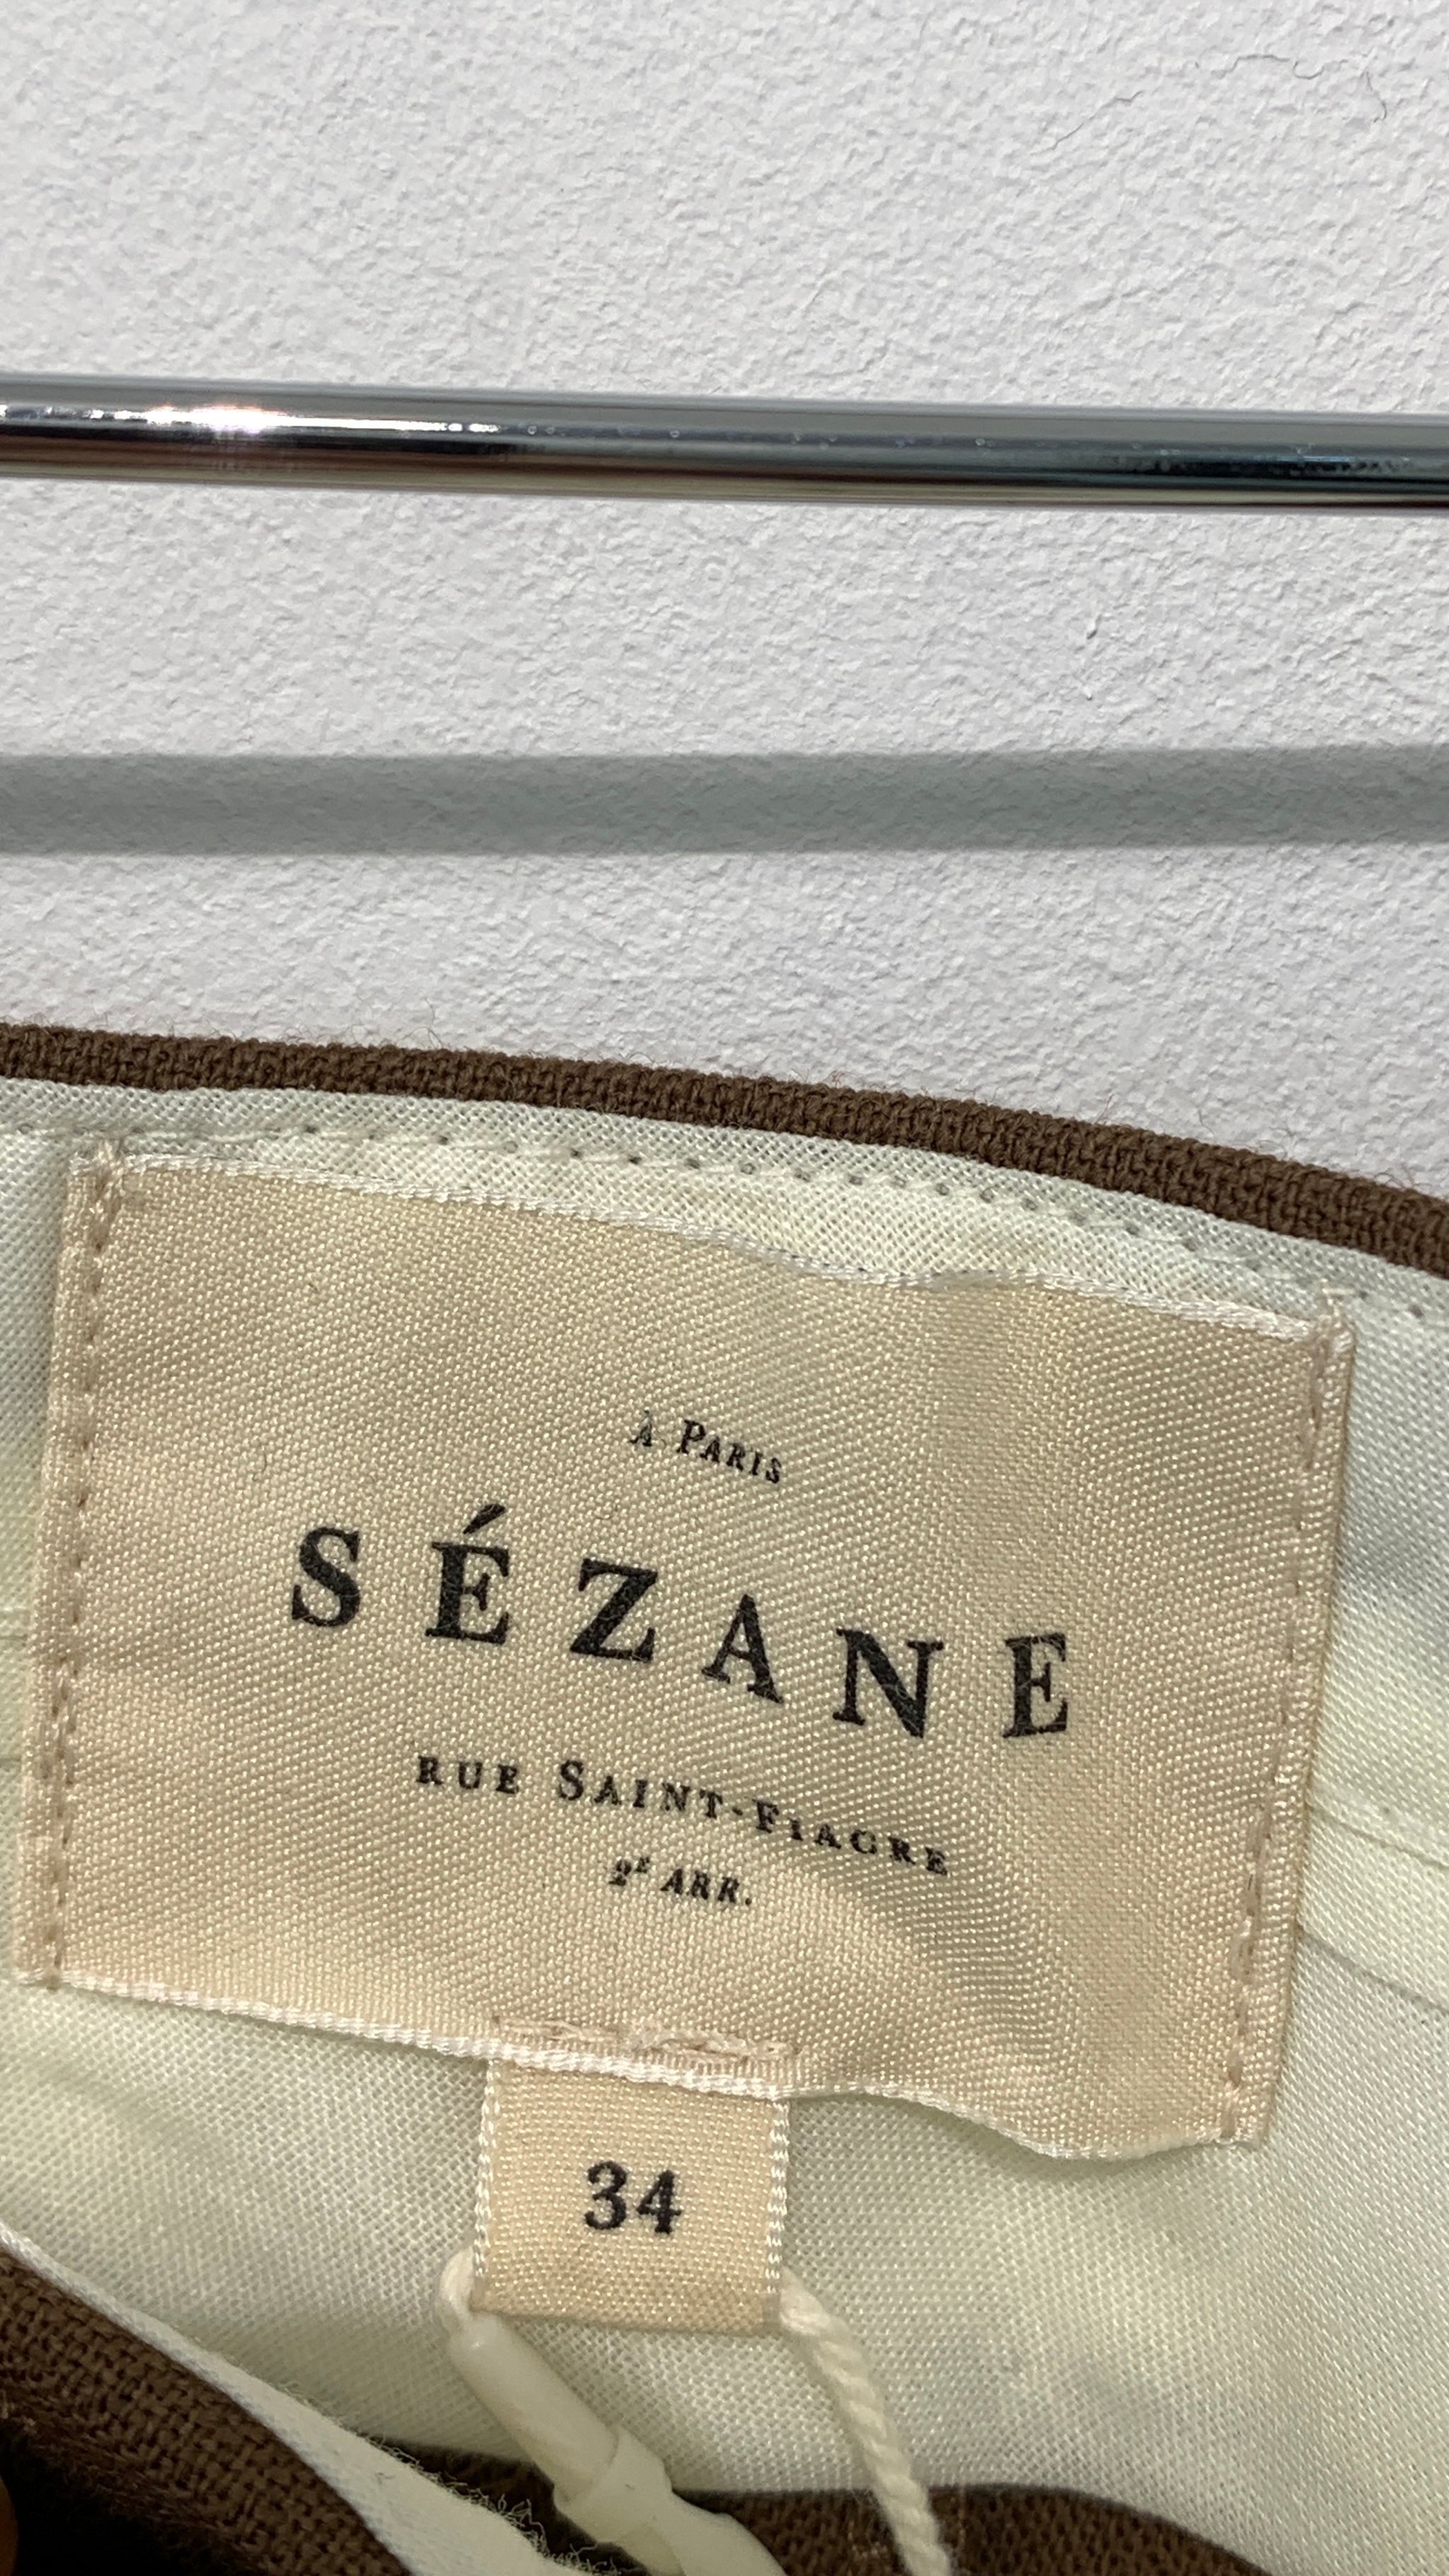 À PARIS
SÉZANE
RUE SAINT-FIACRE
2E ARR.
34